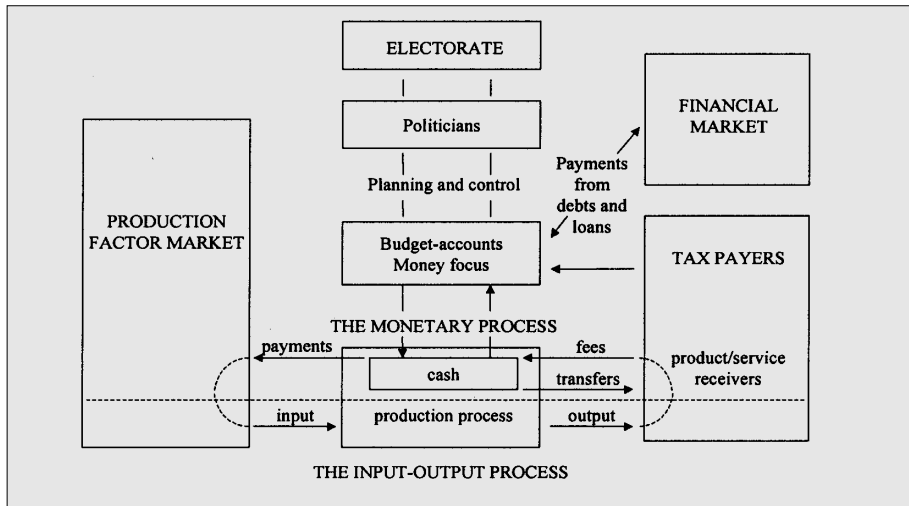 ELECTORATE
Politicians
Planning and control
Budget-accounts
Money focus
FINANCIAL
MARKET
Payments
from
debts and
loans
PRODUCTION
FACTOR MARKET
TAX PAYERS
THE MONETARY PROCESS
payments
fees
cash
transfers
product/service
receivers
input
production process
output
THE INPUT-OUTPUT PROCESS